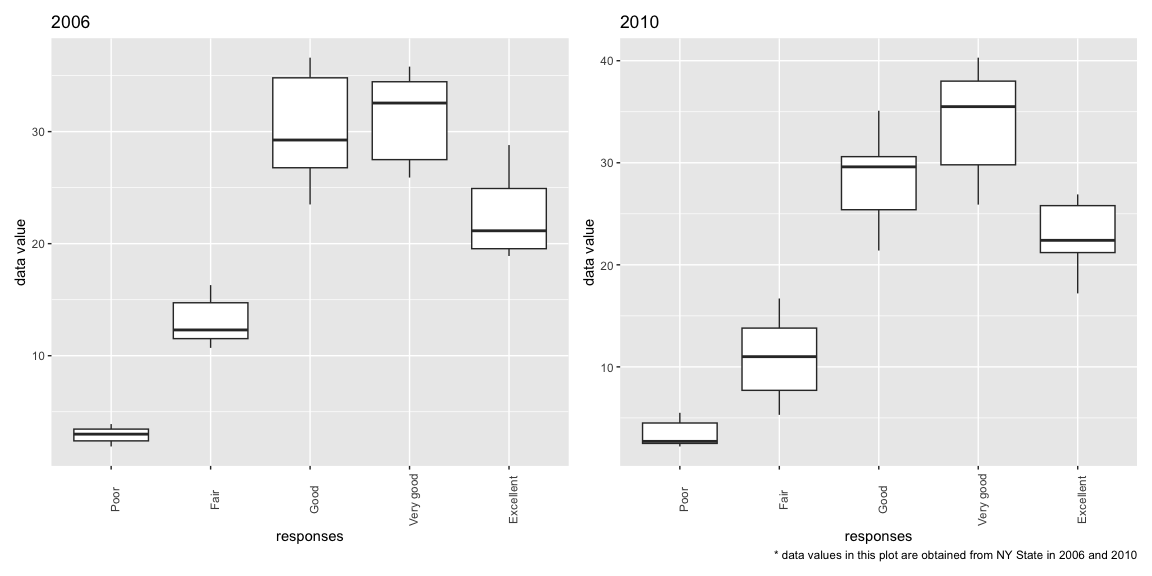 2006
data value
30
20
10
Poor
Fair
Good
Very good
Excellent
responses
2010
data value
40
30
20
10
Poor
Fair
Good
Very good
Excellent
responses
* data values in this plot are obtained from NY State in 2006 and 2010